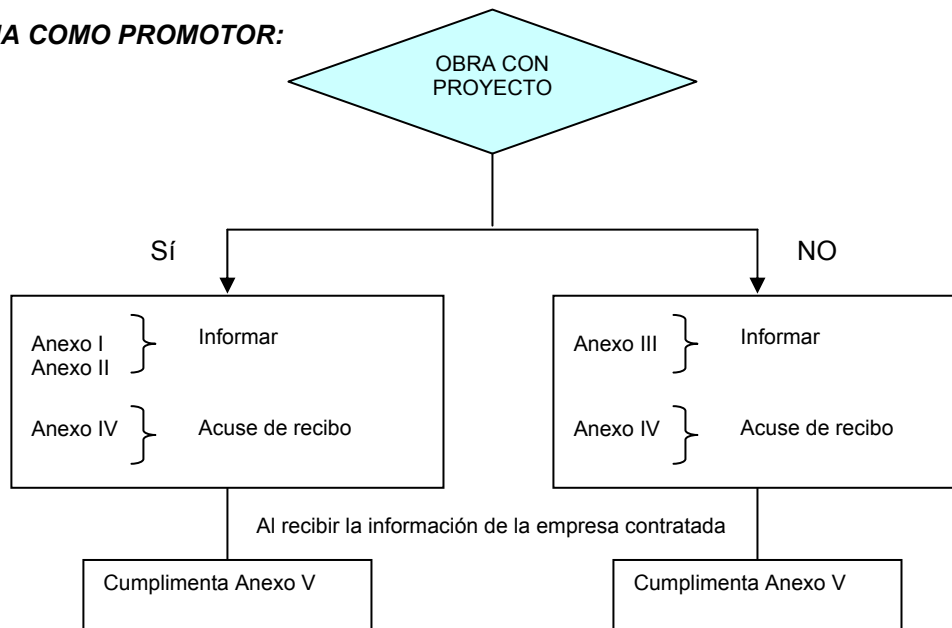 COMO PROMOTOR:
OBRA CON
PROYECTO
Sí
NO
Anexo I
Anexo II
Informar
Anexo IV
Acuse de recibo
Anexo III
Informar
Anexo IV
Acuse de recibo
Al recibir la información de la empresa contratada
Cumplimenta Anexo V
Cumplimenta Anexo V